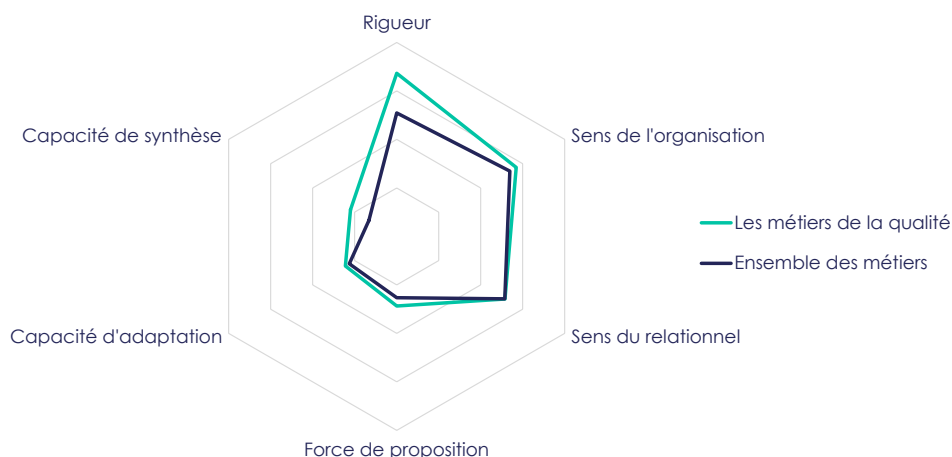 Rigueur
Capacité de synthèse
Sens de l'organisation
Les métiers de la qualité
Ensemble des métiers
Capacité d'adaptation
Sens du relationnel
Force de proposition